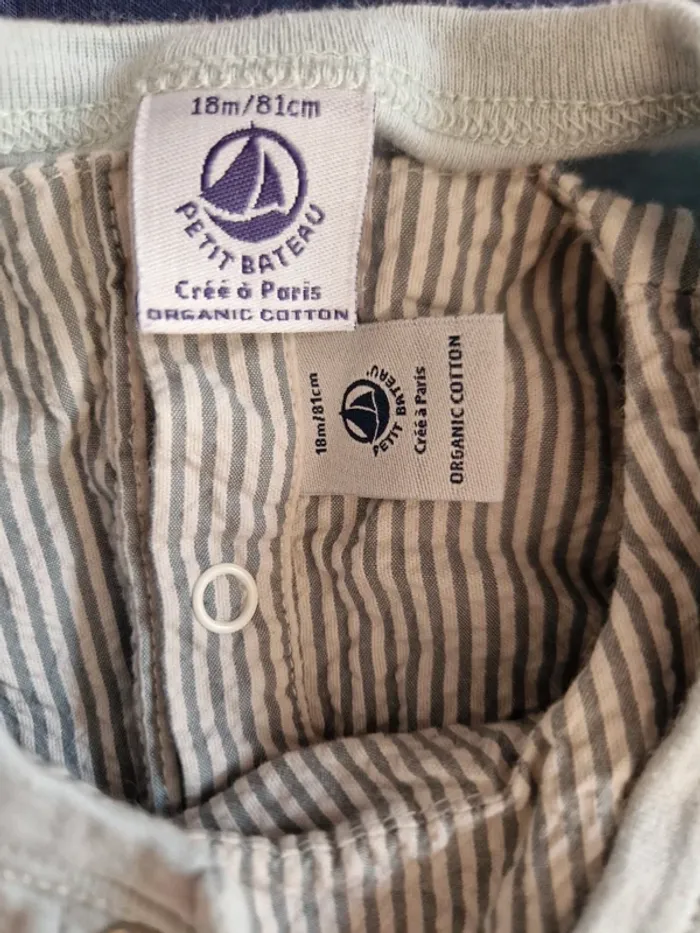 18m/81cm
PETIT BATEAU
Créé à Paris
ORGANIC COTTON
18m/81cm
PETIT BATEAU
Créé à Paris
ORGANIC COTTON